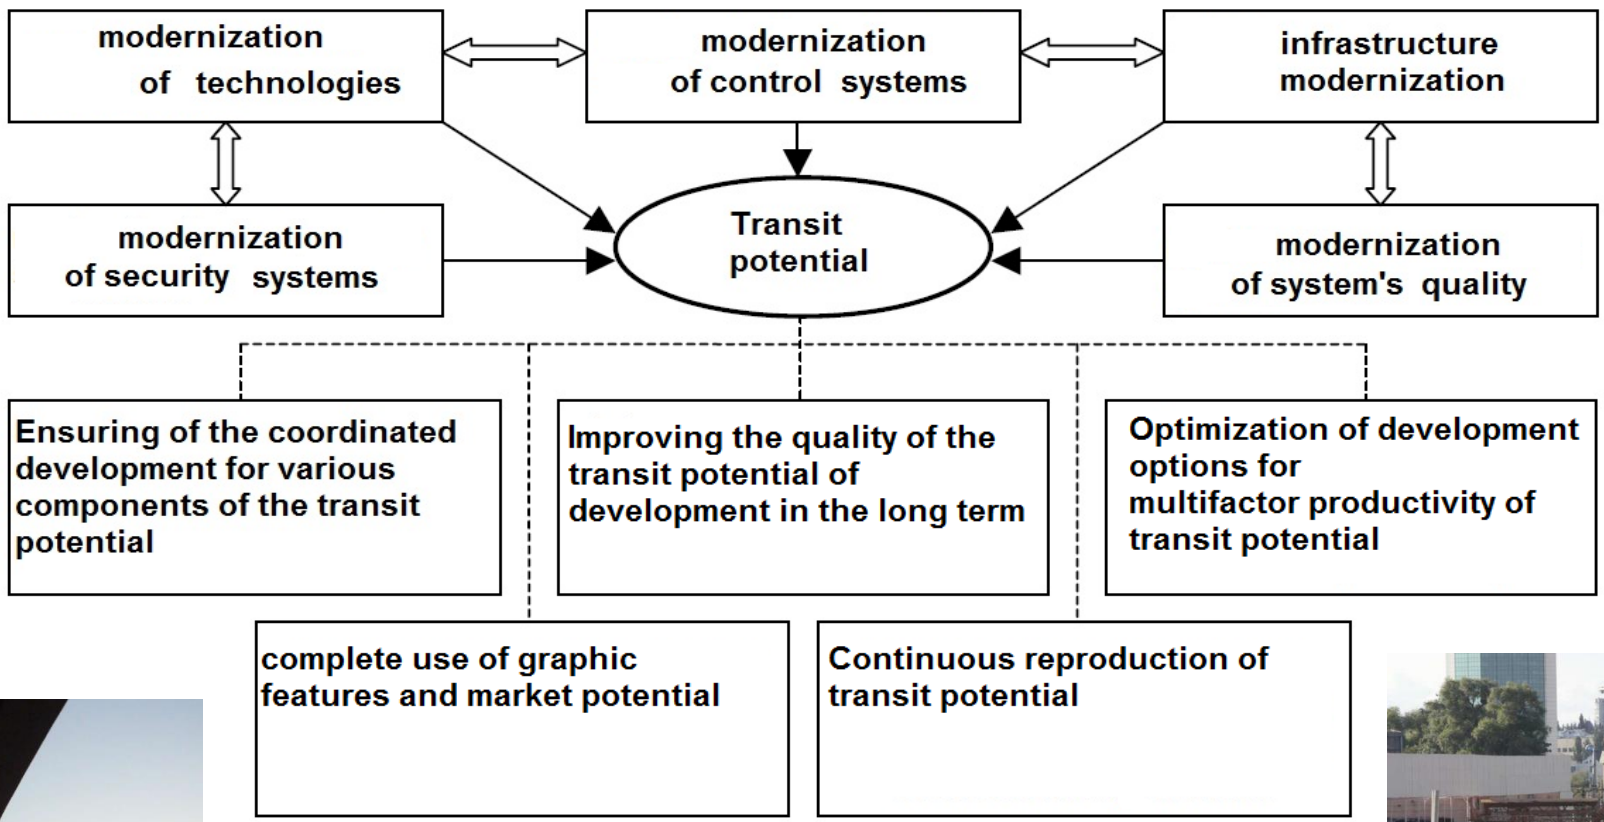 modernization
of technologies
modernization
of control systems
infrastructure
modernization
modernization
of security systems
Transit
potential
modernization
of system's quality
Ensuring of the coordinated
development for various
components of the transit
potential
Improving the quality of the
transit potential of
development in the long term
Optimization of development
options for
multifactor productivity of
transit potential
complete use of graphic
features and market potential
Continuous reproduction of
transit potential